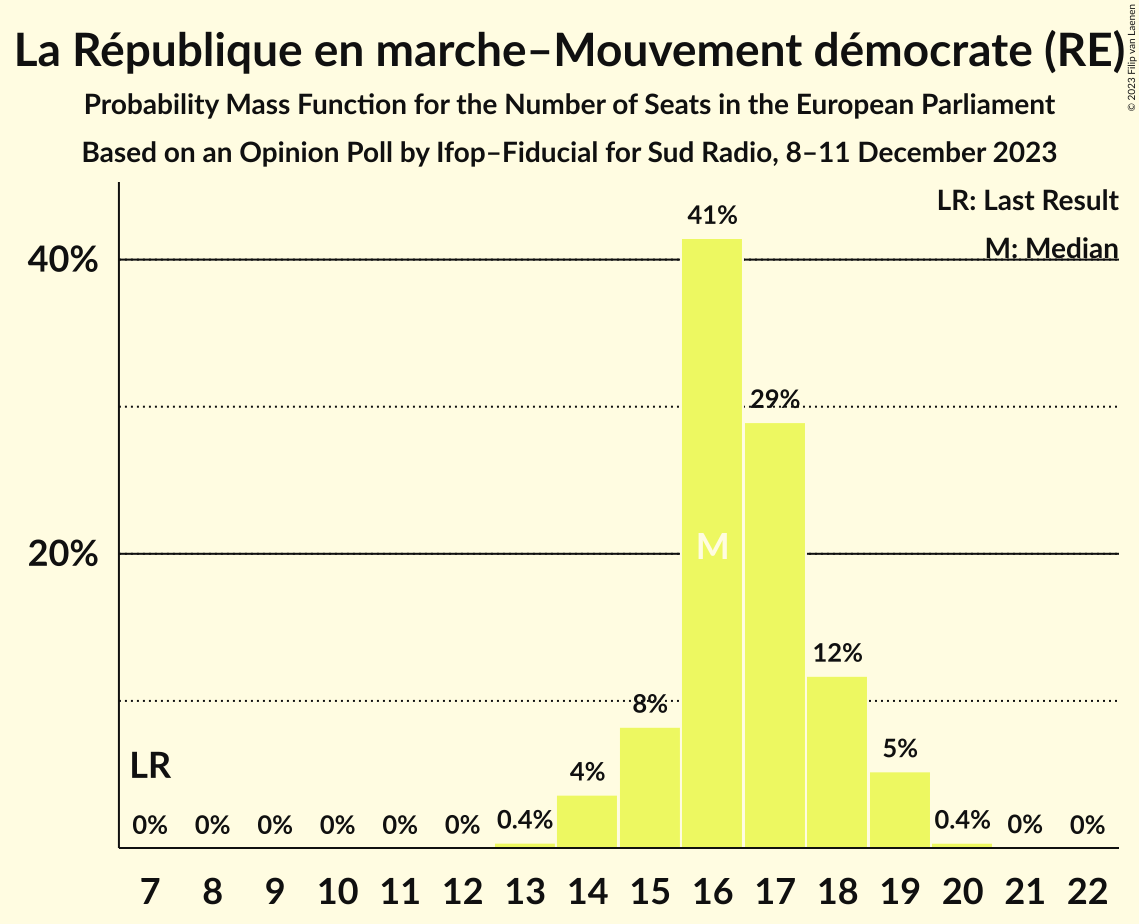 La République en marche–Mouvement démocrate (RE)
© 2023 Filip van Laenen
Probability Mass Function for the Number of Seats in the European Parliament
Based on an Opinion Poll by Ifop–Fiducial for Sud Radio, 8–11 December 2023
LR: Last Result
M: Median
40%
20%
41%
29%
M
12%
8%
5%
4%
LR
0% 0% 0% 0% 0% 0% 0.4% 0.4% 0% 0%
7 8 9 10 11 12 13 14 15 16 17 18 19 20 21 22